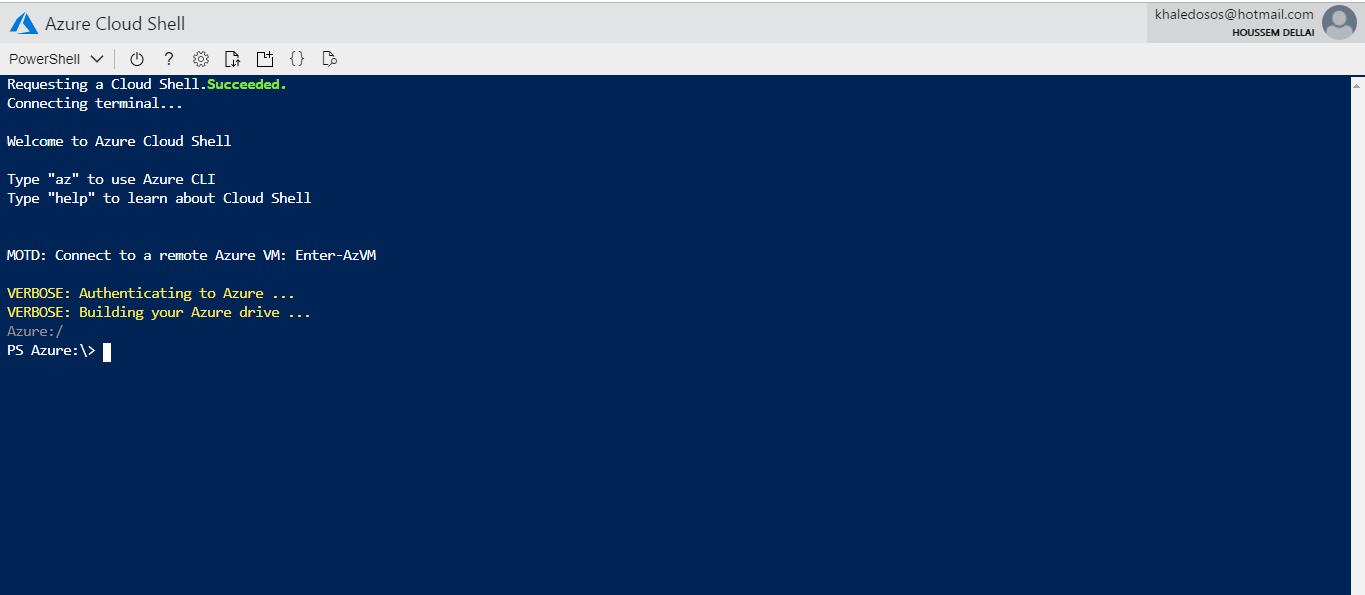 Azure Cloud Shell
khaledosos@hotmail.com
HOUSSEM DELLAI
PowerShell
Requesting a Cloud Shell.Succeeded.
Connecting terminal...
Welcome to Azure Cloud Shell
Type "az" to use Azure CLI
Type "help" to learn about Cloud Shell
MOTD: Connect to a remote Azure VM: Enter-AzVM
VERBOSE: Authenticating to Azure ...
VERBOSE: Building your Azure drive ...
Azure:/
PS Azure:\>